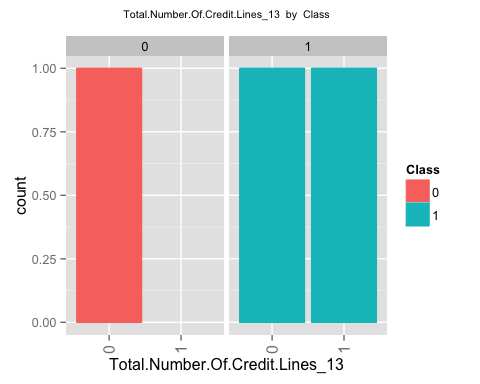 Total.Number.Of.Credit.Lines_13 by Class
0 1
1.00
0.75
0.50
0.25
0.00
count
0 1 0 1
Total.Number.Of.Credit.Lines_13
Class
0
1